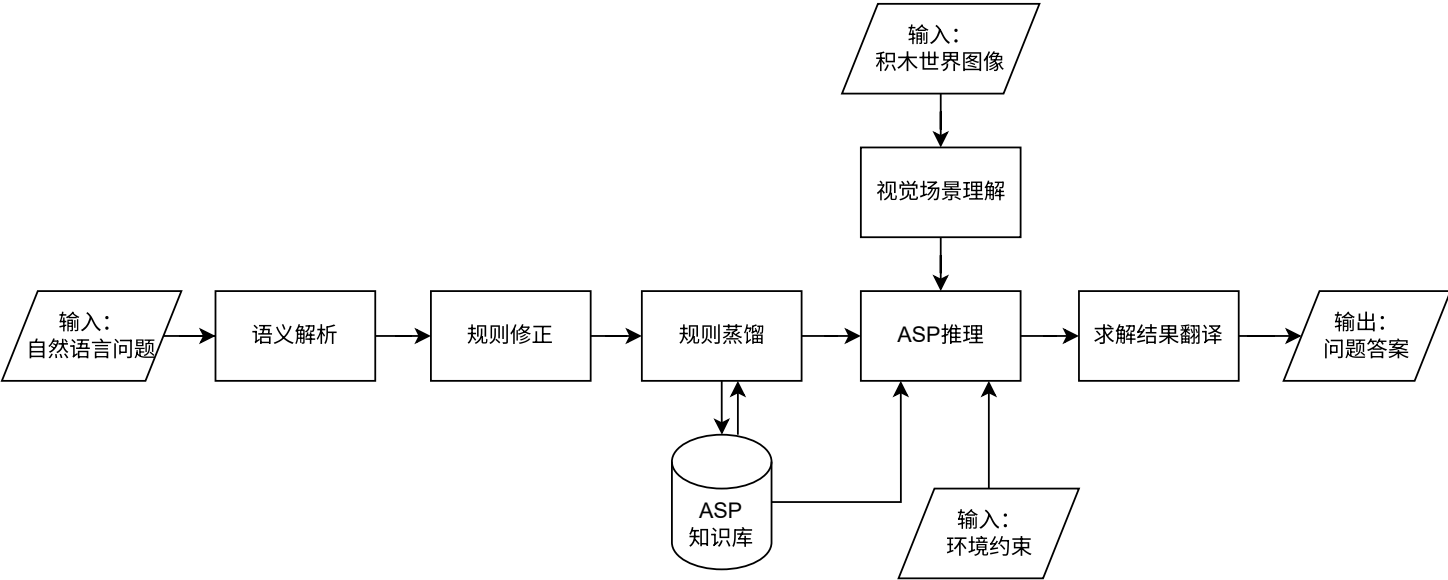 输入：
积木世界图像
视觉场景理解
输入：
自然语言问题
语义解析
规则修正
规则蒸馏
ASP推理
求解结果翻译
输出：
问题答案
ASP
知识库
输入：
环境约束